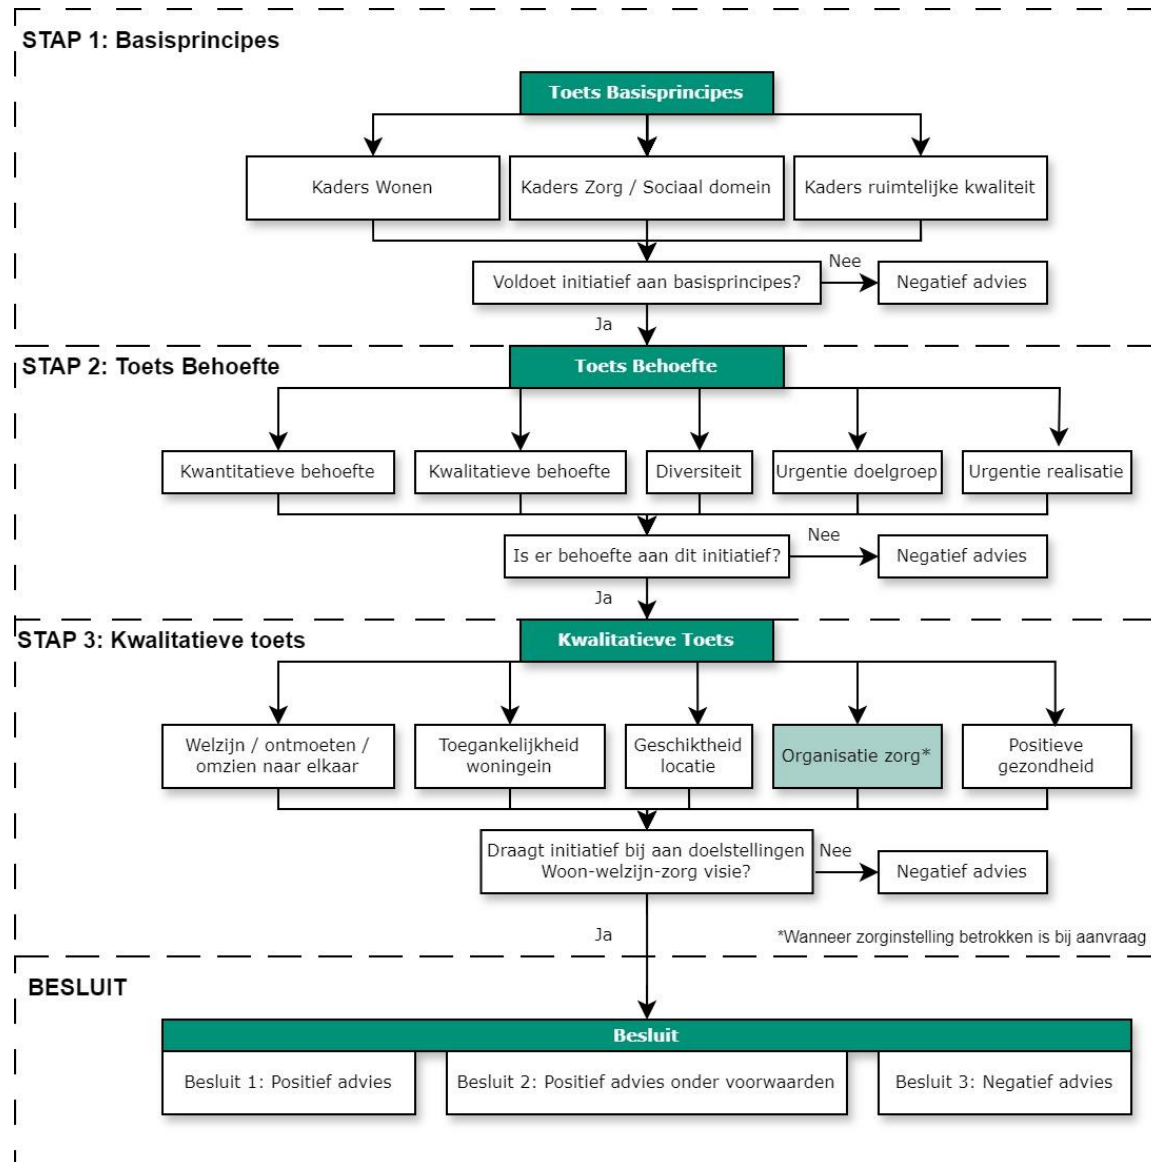 STAP 1: Basisprincipes
Toets Basisprincipes
Kaders Wonen
Kaders Zorg / Sociaal domein
Kaders ruimtelijke kwaliteit
Voldoet initiatief aan basisprincipes?
Nee
Negatief advies
Ja
STAP 2: Toets Behoefte
Toets Behoefte
Kwantitatieve behoefte
Kwalitatieve behoefte
Diversiteit
Urgentie doelgroep
Urgentie realisatie
Is er behoefte aan dit initiatief?
Nee
Negatief advies
Ja
STAP 3: Kwalitatieve toets
Kwalitatieve Toets
Welzijn / ontmoeten /
omzien naar elkaar
Toegankelijkheid
woningein
Geschiktheid
locatie
Organisatie zorg*
Positieve
gezondheid
Draagt initiatief bij aan doelstellingen
Woon-welzijn-zorg visie?
Nee
Negatief advies
Ja
*Wanneer zorginstelling betrokken is bij aanvraag
BESLUIT
Besluit
Besluit 1: Positief advies
Besluit 2: Positief advies onder voorwaarden
Besluit 3: Negatief advies